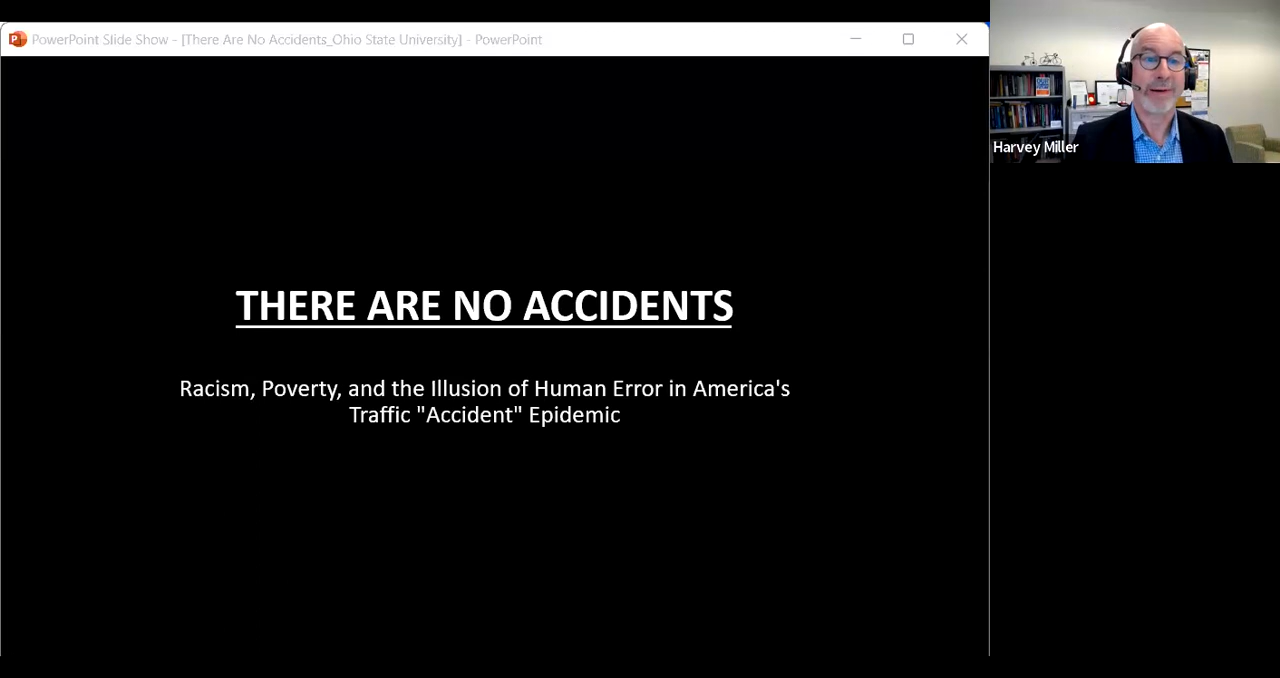 PowerPoint Slide Show - [There Are No Accidents_Ohio State University] - PowerPoint
Harvey Miller
THERE ARE NO ACCIDENTS
Racism, Poverty, and the Illusion of Human Error in America's
Traffic "Accident" Epidemic